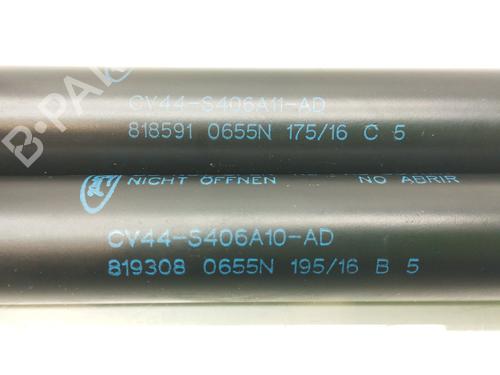 CV44-S406A11-AD
818591 0655N 175/16 C 5
NICHT ÖFFNEN NO ABRIR
CV44-S406A10-AD
819308 0655N 195/16 B 5
B-PARTS